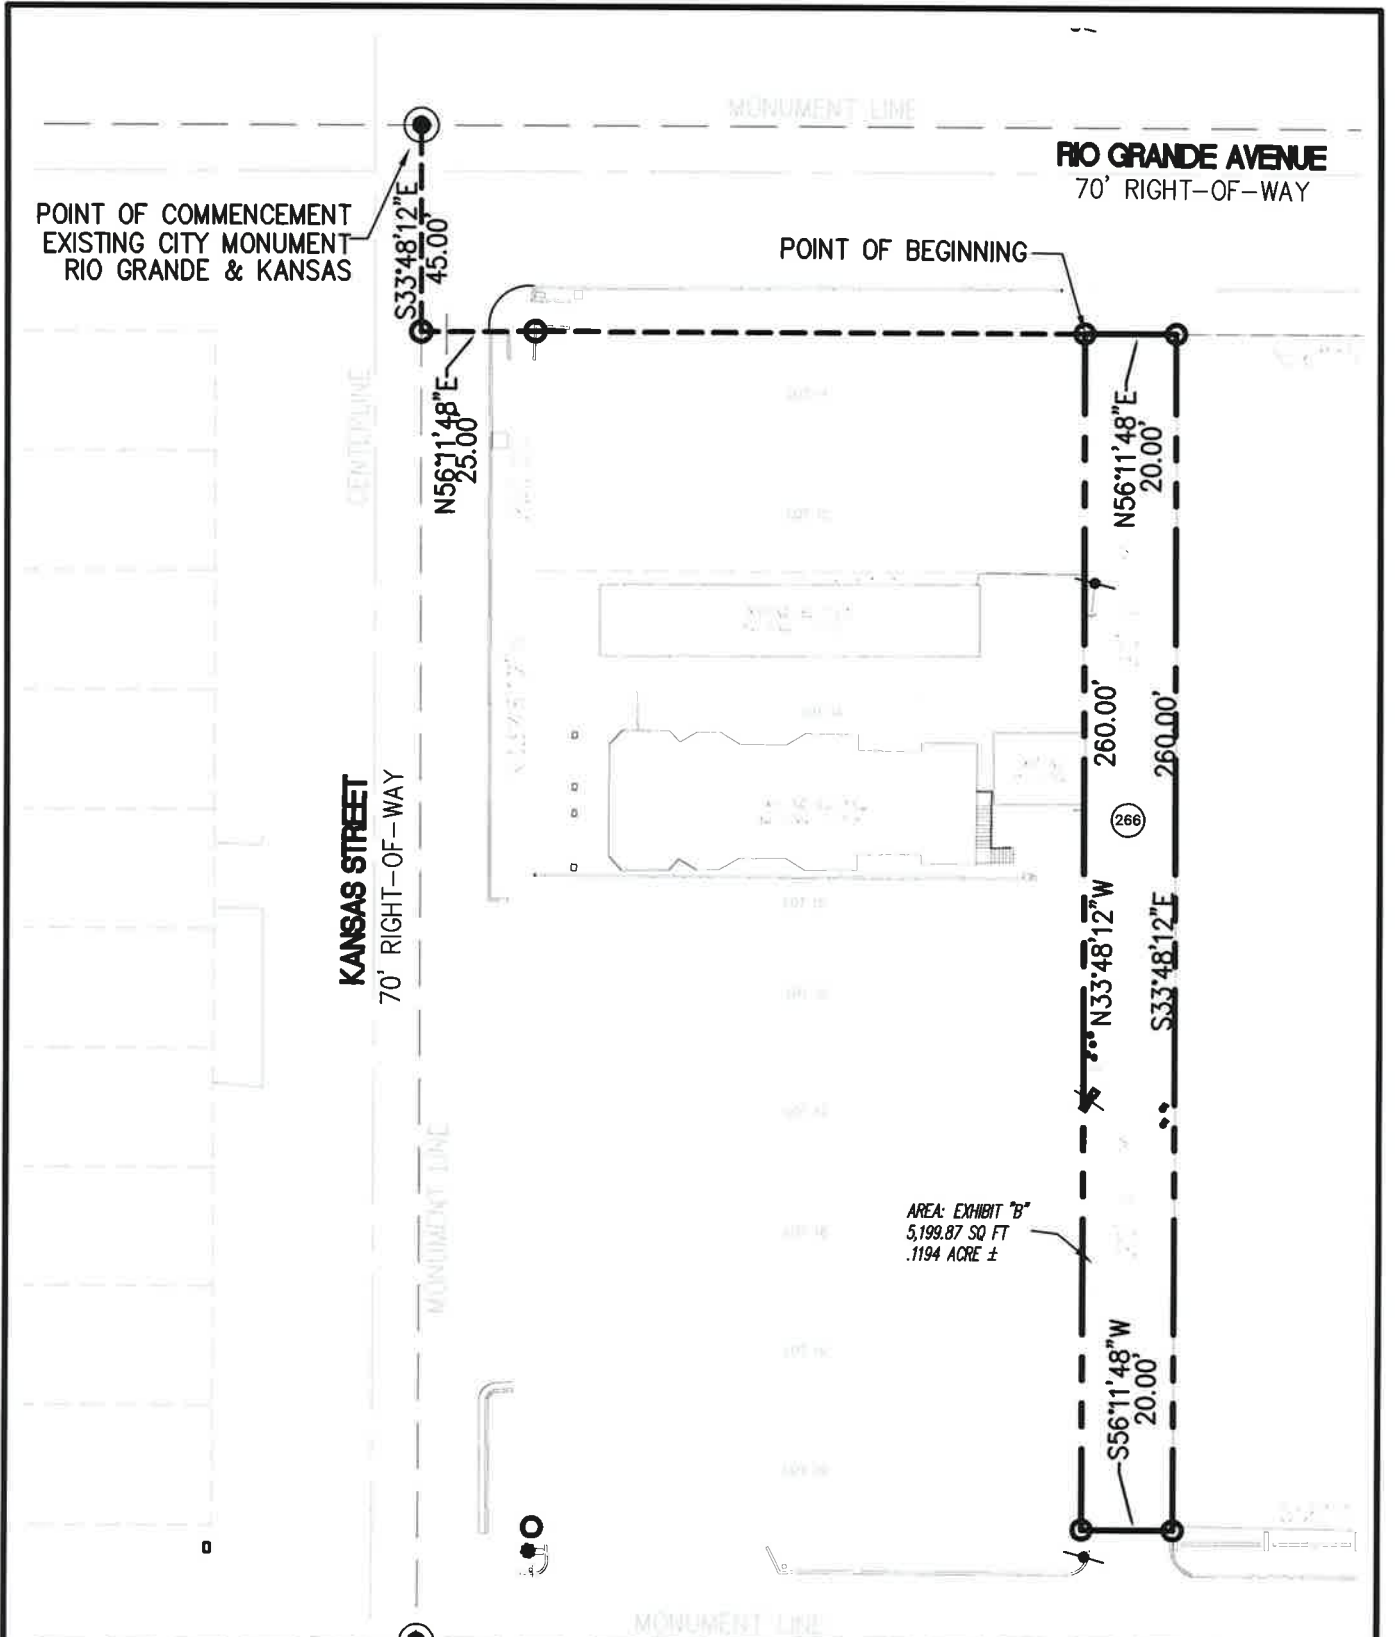 MONUMENT LINE
RIO GRANDE AVENUE
70' RIGHT-OF-WAY
POINT OF COMMENCEMENT
EXISTING CITY MONUMENT
RIO GRANDE & KANSAS
S33°48'12"E
45.00'
POINT OF BEGINNING
N56°11'48"E
25.00'
N56°11'48"E
20.00'
CENTERLINE
260.00'
260.00'
266
KANSAS STREET
70' RIGHT-OF-WAY
N33°48'12"W
S33°48'12"E
MONUMENT LINE
AREA: EXHIBIT "B"
5,199.87 SQ FT
.1194 ACRE ±
S56°11'48"W
20.00'
MONUMENT LINE